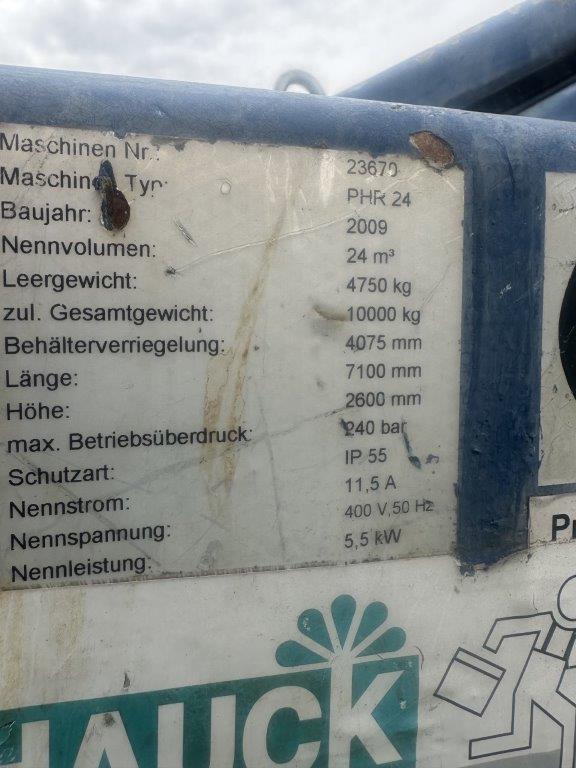 Maschinen Nr.: 23670
Maschinen Typ: PHR 24
Baujahr: 2009
Nennvolumen: 24 m³
Leergewicht: 4750 kg
zul. Gesamtgewicht: 10000 kg
Behälterverriegelung: 4075 mm
Länge: 7100 mm
Höhe: 2600 mm
max. Betriebsüberdruck: 240 bar
Schutzart: IP 55
Nennstrom: 11,5 A
Nennspannung: 400 V,50 Hz
Nennleistung: 5,5 kW
HAUCK